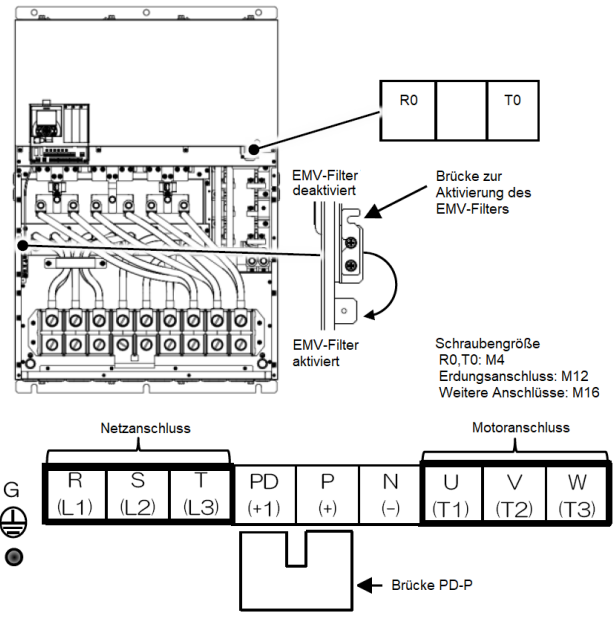 R0 T0
EMV-Filter
deaktiviert
Brücke zur
Aktivierung des
EMV-Filters
EMV-Filter
aktiviert
Schraubengröße
R0,T0: M4
Erdungsanschluss: M12
Weitere Anschlüsse: M16
Netzanschluss
Motoranschluss
G
R S T PD P N U V W
(L1) (L2) (L3) (+1) (+) (-) (T1) (T2) (T3)
Brücke PD-P